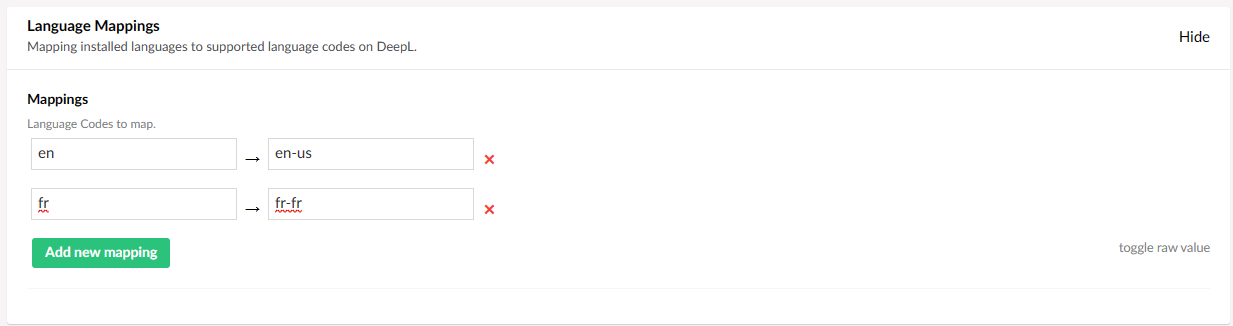 Language Mappings
Mapping installed languages to supported language codes on DeepL.
Hide
Mappings
Language Codes to map.
en → en-us ×
fr → fr-fr ×
Add new mapping
toggle raw value